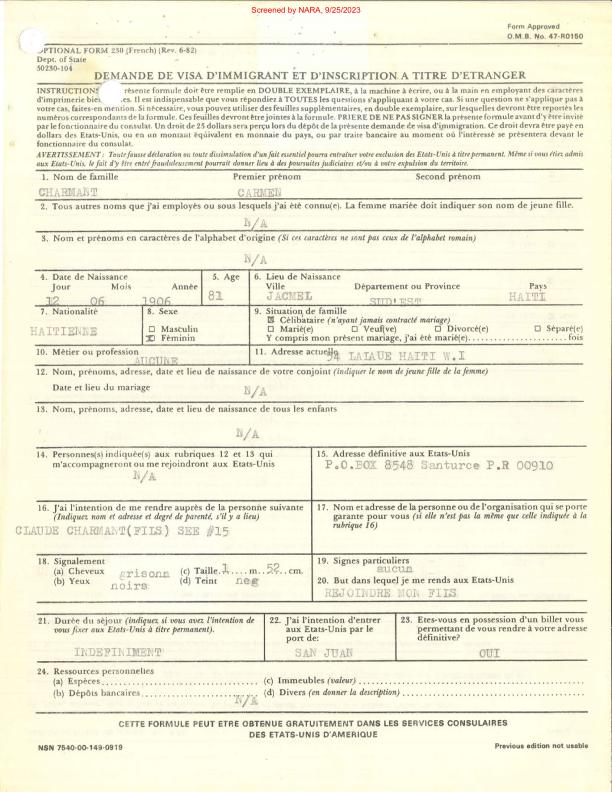 Screened by NARA, 9/25/2023
Form Approved
O.M.B. No. 47-R0150
OPTIONAL FORM 230 (French) (Rev. 6-82)
Dept. of State
50230-104
DEMANDE DE VISA D'IMMIGRANT ET D'INSCRIPTION A TITRE D'ETRANGER
INSTRUCTIONS résente formule doit être remplie en DOUBLE EXEMPLAIRE, à la machine à écrire, ou à la main en employant des caractères
d'imprimerie bien es. Il est indispensable que vous répondiez à TOUTES les questions s'appliquant à votre cas. Si une question ne s'applique pas à
votre cas, faites-en mention. Si nécessaire, vous pouvez utiliser des feuilles supplémentaires, en double exemplaire, sur lesquelles devront être reportés les
numéros correspondants de la formule. Ces feuilles devront être jointes à la formule. PRIERE DE NE PAS SIGNER la présente formule avant d'y être invité
par le fonctionnaire du consulat. Un droit de 25 dollars sera perçu lors du dépôt de la présente demande de visa d'immigration. Ce droit devra être payé en
dollars des Etats-Unis, ou en un montant équivalent en monnaie du pays, ou par traite bancaire au moment où l'intéressé se présentera devant le
fonctionnaire du consulat.
AVERTISSEMENT : Toute fausse déclaration ou toute dissimulation d'un fait essentiel pourra entraîner votre exclusion des Etats-Unis à titre permanent. Même si vous êtiez admis
aux Etats-Unis, le fait d'y être entré frauduleusement pourrait donner lieu à des poursuites judiciaires et/ou à votre expulsion du territoire.
1. Nom de famille Premier prénom Second prénom
CHARMANT CARMEN
2. Tous autres noms que j'ai employés ou sous lesquels j'ai été connu(e). La femme mariée doit indiquer son nom de jeune fille.
N/A
3. Nom et prénoms en caractères de l'alphabet d'origine (Si ces caractères ne sont pas ceux de l'alphabet romain)
N/A
4. Date de Naissance 5. Age 6. Lieu de Naissance
Jour Mois Année Ville Département ou Province Pays
12 06 1906 81 JACMEL SUD'EST HAITI
7. Nationalité 8. Sexe 9. Situation de famille
☒ Célibataire (n'ayant jamais contracté mariage)
HAITIENNE ☐ Masculin ☐ Marié(e) ☐ Veuf(ve) ☐ Divorcé(e) ☐ Séparé(e)
☒ Féminin Y compris mon présent mariage, j'ai été marié(e)........................fois
10. Métier ou profession 11. Adresse actuelle
AUCUNE 54 LALAUE HAITI W.I
12. Nom, prénoms, adresse, date et lieu de naissance de votre conjoint (indiquer le nom de jeune fille de la femme)
Date et lieu du mariage N/A
13. Nom, prénoms, adresse, date et lieu de naissance de tous les enfants
N/A
14. Personnes(s) indiquée(s) aux rubriques 12 et 13 qui
m'accompagneront ou me rejoindront aux Etats-Unis
N/A
15. Adresse définitive aux Etats-Unis
P.O.BOX 8548 Santurce P.R 00910
16. J'ai l'intention de me rendre auprès de la personne suivante
(Indiquez nom et adresse et degré de parenté, s'il y a lieu)
CLAUDE CHARMANT(FILS) SEE #15
17. Nom et adresse de la personne ou de l'organisation qui se porte
garante pour vous (si elle n'est pas la même que celle indiquée à la
rubrique 16)
18. Signalement
(a) Cheveux grisonn (c) Taille 1 m 52 cm.
(b) Yeux noirs (d) Teint neg
19. Signes particuliers
aucun
20. But dans lequel je me rends aux Etats-Unis
REJOINDRE MON FILS
21. Durée du séjour (indiquez si vous avez l'intention de
vous fixer aux Etats-Unis à titre permanent).
INDEFINIMENT
22. J'ai l'intention d'entrer
aux Etats-Unis par le
port de:
SAN JUAN
23. Etes-vous en possession d'un billet vous
permettant de vous rendre à votre adresse
définitive?
OUI
24. Ressources personnelles
(a) Espèces (c) Immeubles (valeur)
(b) Dépôts bancaires N/A (d) Divers (en donner la description)
CETTE FORMULE PEUT ETRE OBTENUE GRATUITEMENT DANS LES SERVICES CONSULAIRES
DES ETATS-UNIS D'AMERIQUE
NSN 7540-00-149-0919 Previous edition not usable